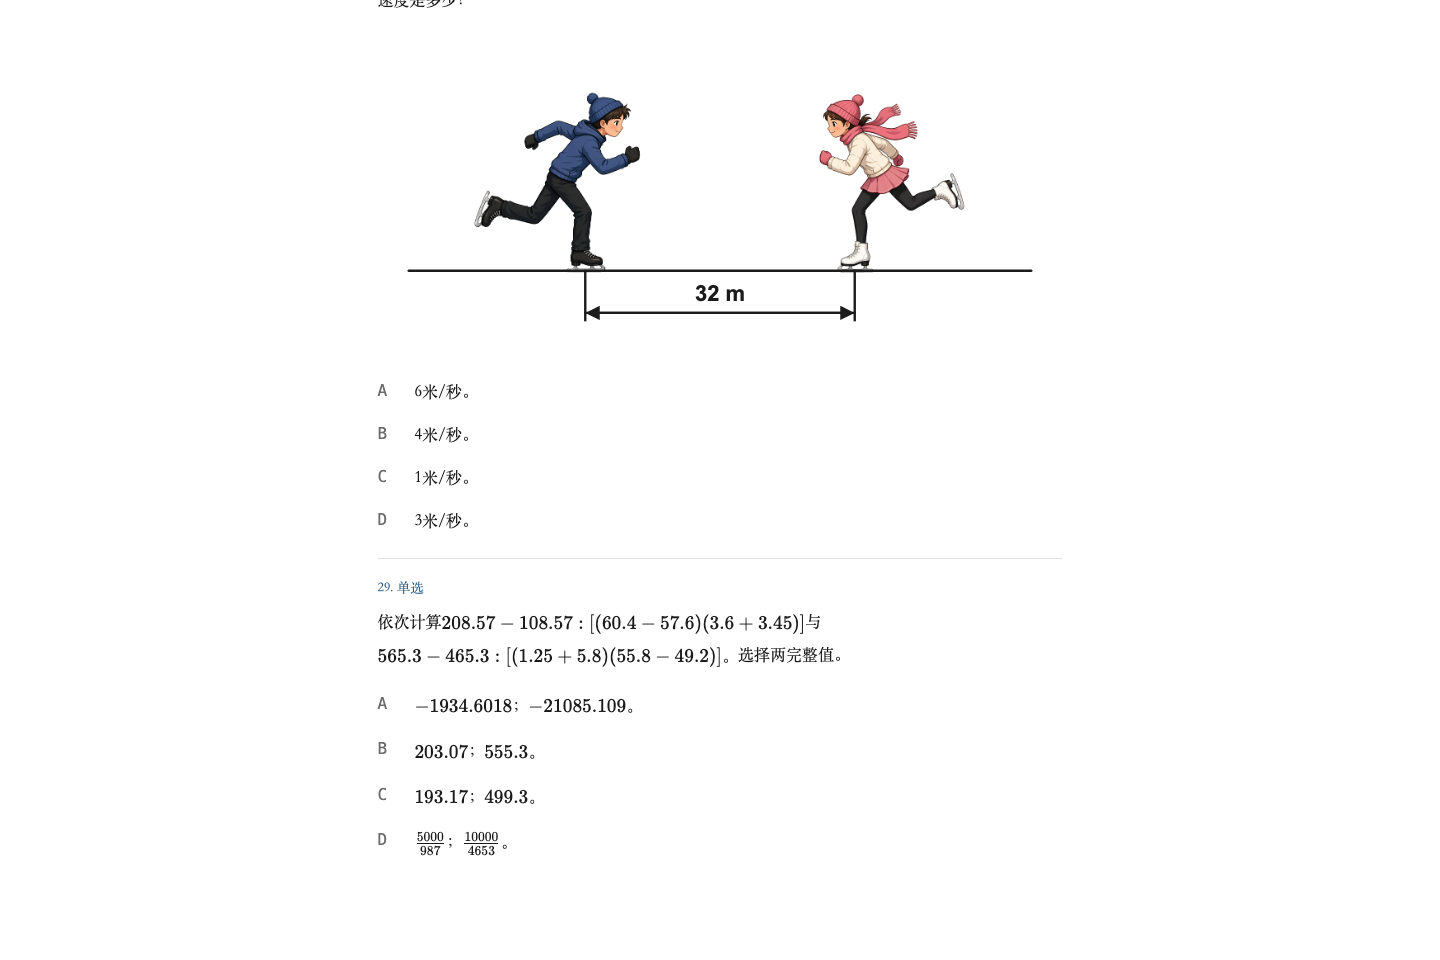 速度是多少？
32 m
A 6米/秒。
B 4米/秒。
C 1米/秒。
D 3米/秒。
29. 单选
依次计算208.57 − 108.57 : [(60.4 − 57.6)(3.6 + 3.45)]与
565.3 − 465.3 : [(1.25 + 5.8)(55.8 − 49.2)]。选择两完整值。
A −1934.6018；−21085.109。
B 203.07；555.3。
C 193.17；499.3。
D 5000/987；10000/4653。